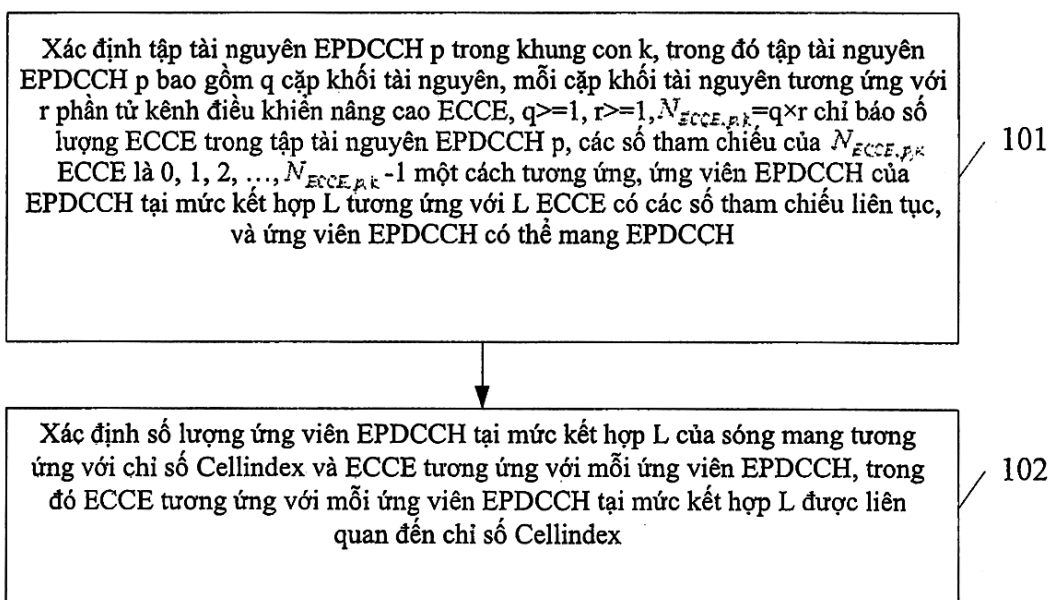 Xác định tập tài nguyên EPDCCH p trong khung con k, trong đó tập tài nguyên
EPDCCH p bao gồm q cặp khối tài nguyên, mỗi cặp khối tài nguyên tương ứng với
r phần tử kênh điều khiển nâng cao ECCE, q>=1, r>=1, N_{ECCE,p,k}=q×r chỉ báo số
lượng ECCE trong tập tài nguyên EPDCCH p, các số tham chiếu của N_{ECCE,p,k}
101
ECCE là 0, 1, 2, …, N_{ECCE,p,k}-1 một cách tương ứng, ứng viên EPDCCH của
EPDCCH tại mức kết hợp L tương ứng với L ECCE có các số tham chiếu liên tục,
và ứng viên EPDCCH có thể mang EPDCCH
Xác định số lượng ứng viên EPDCCH tại mức kết hợp L của sóng mang tương
ứng với chỉ số Cellindex và ECCE tương ứng với mỗi ứng viên EPDCCH, trong
102
đó ECCE tương ứng với mỗi ứng viên EPDCCH tại mức kết hợp L được liên
quan đến chỉ số Cellindex